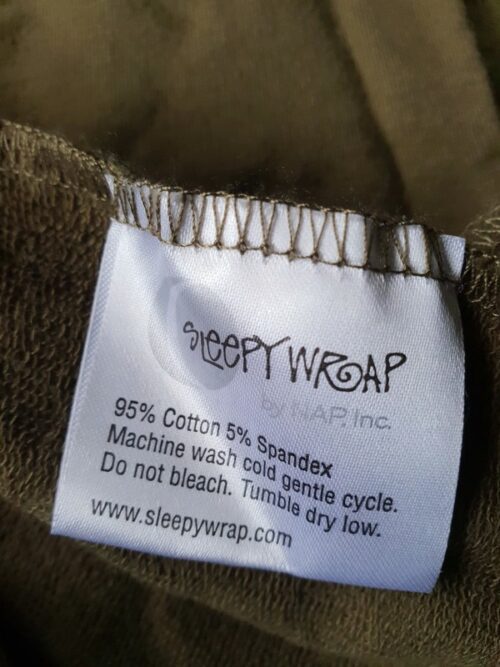 SLEEPY WRAP
by NAP, Inc.
95% Cotton 5% Spandex
Machine wash cold gentle cycle.
Do not bleach. Tumble dry low.
www.sleepywrap.com